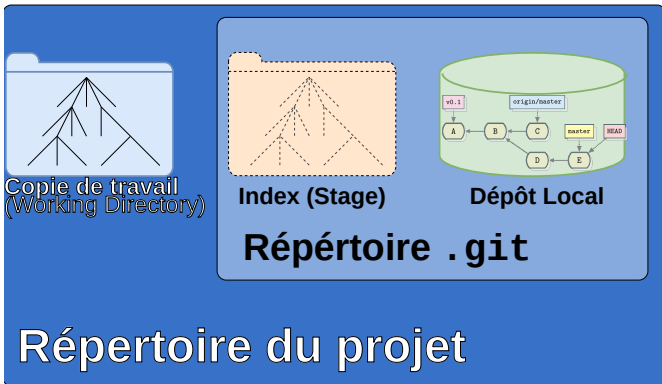 v0.1
origin/master
A
B
C
master
HEAD
D
E
Copie de travail
(Working Directory)
Index (Stage)
Dépôt Local
Répértoire .git
Répertoire du projet